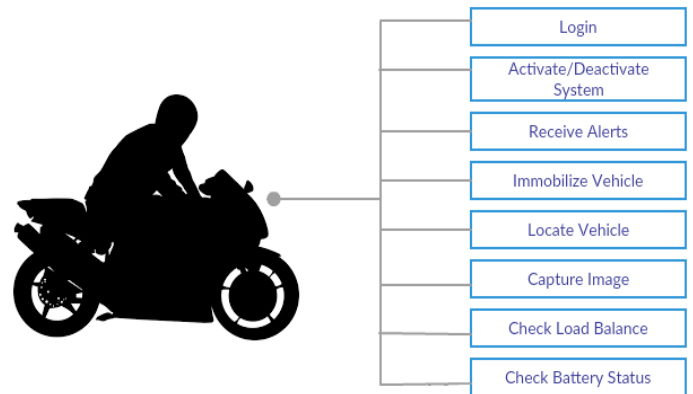 Login
Activate/Deactivate
System
Receive Alerts
Immobilize Vehicle
Locate Vehicle
Capture Image
Check Load Balance
Check Battery Status